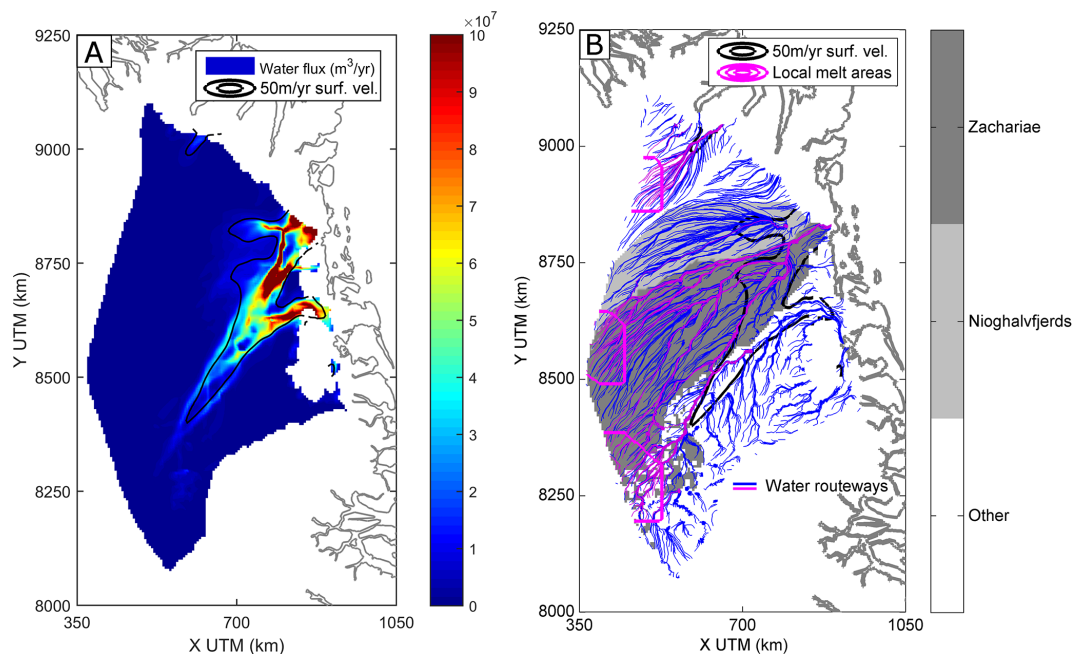 A
Water flux (m³/yr)
50m/yr surf. vel.
9250
9000
8750
8500
8250
8000
350
700
1050
X UTM (km)
Y UTM (km)
×10⁷
10
9
8
7
6
5
4
3
2
1
0
B
50m/yr surf. vel.
Local melt areas
Water routeways
9250
9000
8750
8500
8250
8000
350
700
1050
X UTM (km)
Y UTM (km)
Zachariae
Nioghalvfjerds
Other